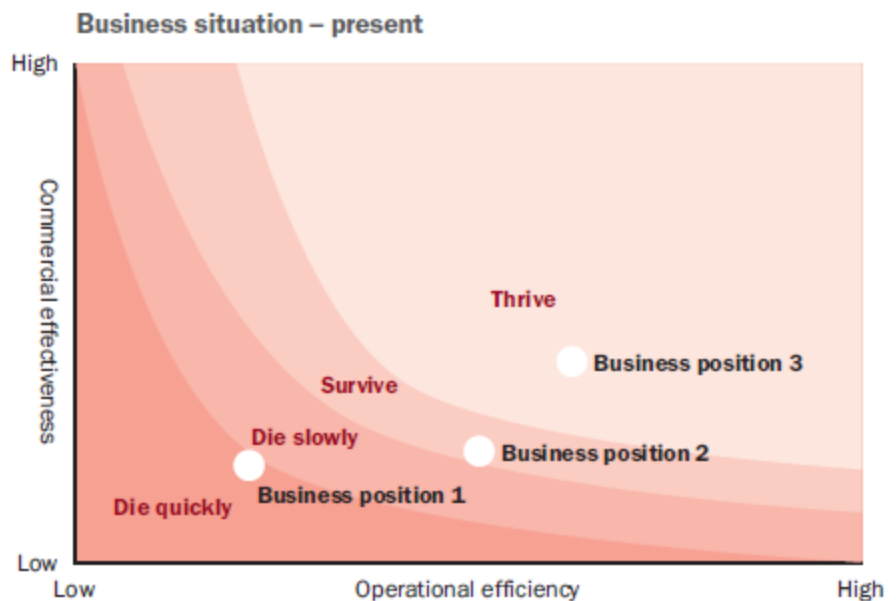 Business situation – present
High
Commercial effectiveness
Thrive
Business position 3
Survive
Die slowly
Business position 2
Business position 1
Die quickly
Low
Low
Operational efficiency
High